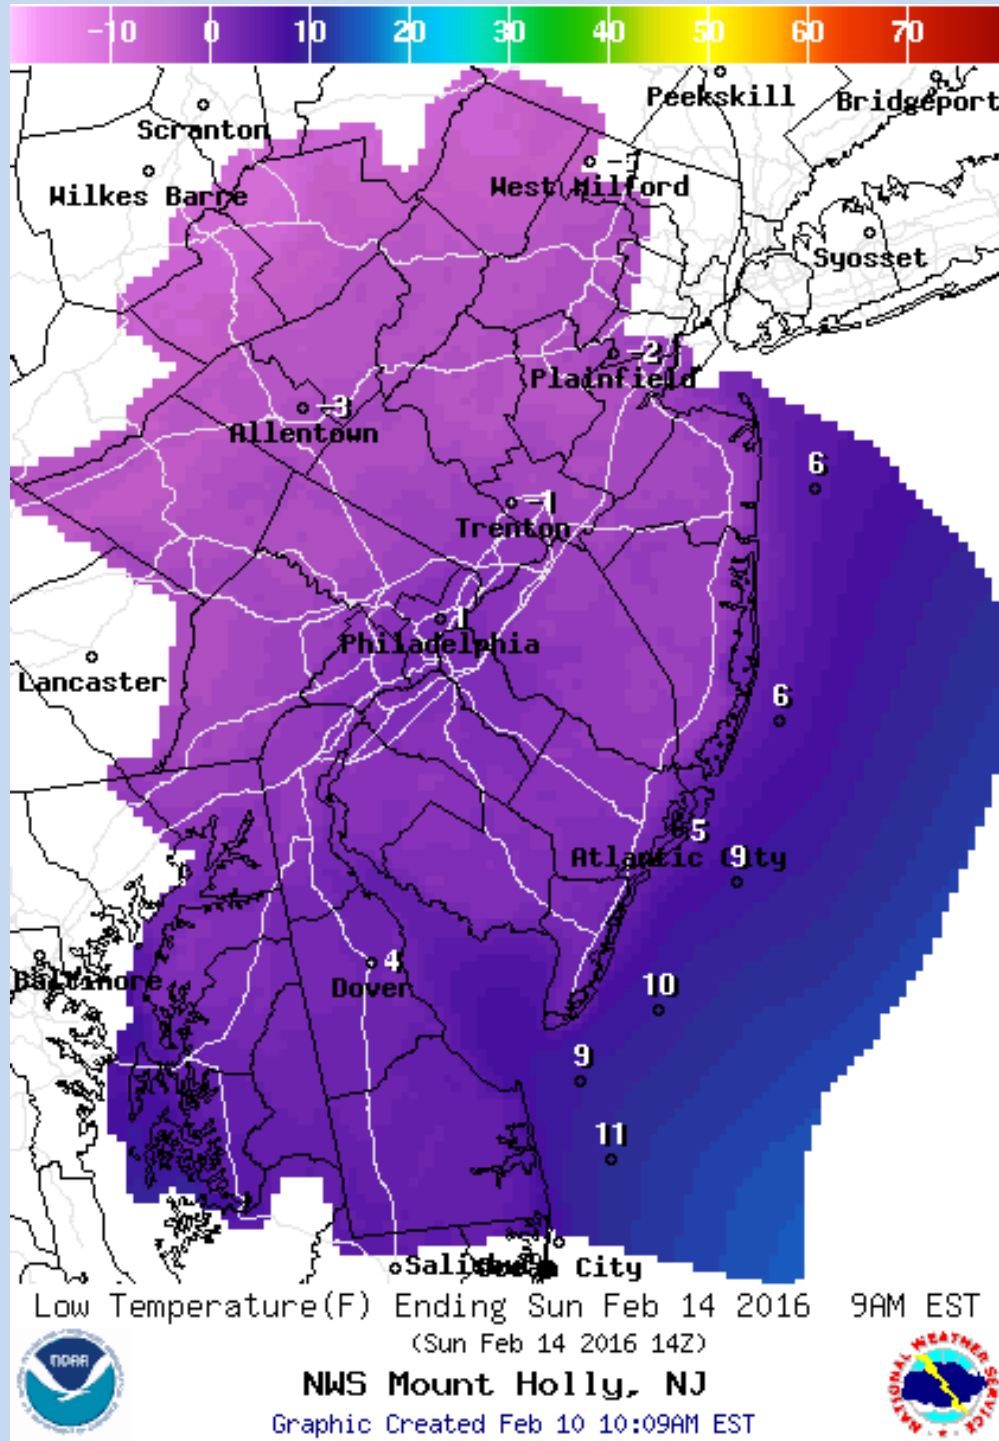 -10 0 10 20 30 40 50 60 70
Peekskill
Bridgeport
Scranton
Wilkes Barre
West Milford
Syosset
-2
Plainfield
-3
Allentown
6
-1
Trenton
1
Philadelphia
Lancaster
6
5
Atlantic City
9
4
Dover
Baltimore
10
9
11
City
Low Temperature(F) Ending Sun Feb 14 2016 9AM EST
(Sun Feb 14 2016 14Z)
NOAA
NWS Mount Holly, NJ
NATIONAL WEATHER SERVICE
Graphic Created Feb 10 10:09AM EST